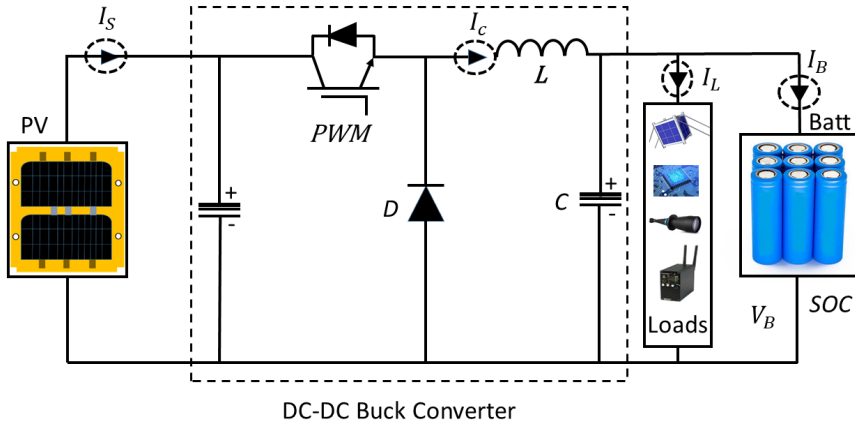 I_S
I_c
L
I_L
I_B
PV
PWM
Batt
+
-
D
C
+
-
Loads
V_B
SOC
DC-DC Buck Converter